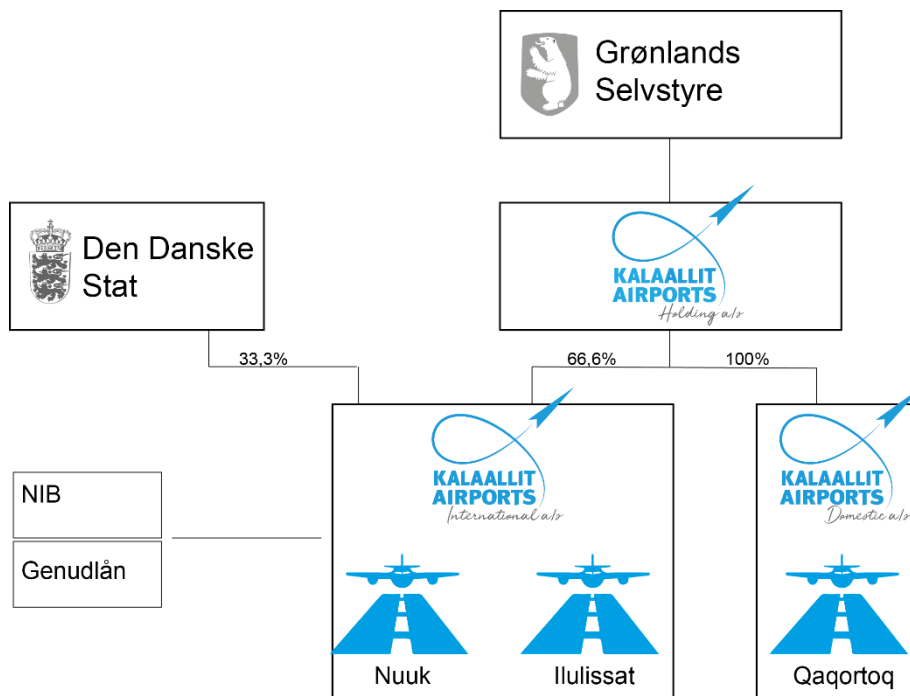 Grønlands
Selvstyre
Den Danske
Stat
KALAALLIT
AIRPORTS
Holding a/s
33,3%
66,6%
100%
KALAALLIT
AIRPORTS
International a/s
KALAALLIT
AIRPORTS
Domestic a/s
NIB
Genudlån
Nuuk
Ilulissat
Qaqortoq